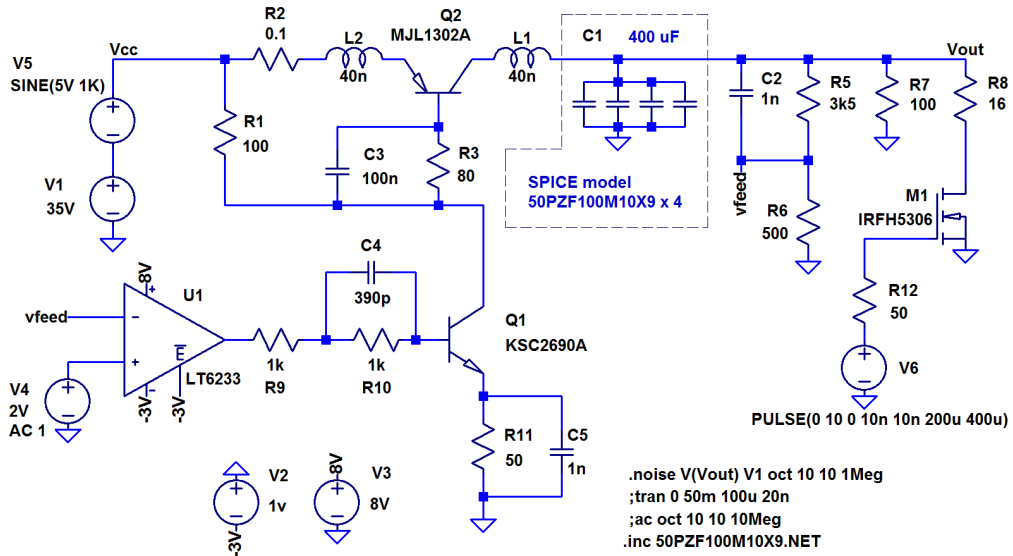 V5
SINE(5V 1K)
Vcc
R2
0.1
L2
40n
Q2
MJL1302A
L1
40n
C1
400 uF
Vout
C2
1n
R5
3k5
R7
100
R8
16
R1
100
V1
35V
C3
100n
R3
80
SPICE model
50PZF100M10X9 x 4
vfeed
R6
500
M1
IRFH5306
8V
U1
vfeed
E
LT6233
-3V
-3V
V4
2V
AC 1
C4
390p
1k
R9
1k
R10
Q1
KSC2690A
R12
50
V6
PULSE(0 10 0 10n 10n 200u 400u)
R11
50
C5
1n
V2
1v
-3V
8V
V3
8V
.noise V(Vout) V1 oct 10 10 1Meg
;tran 0 50m 100u 20n
;ac oct 10 10 10Meg
.inc 50PZF100M10X9.NET